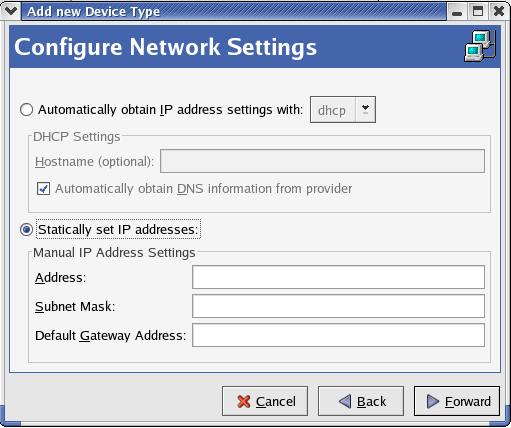 Add new Device Type
Configure Network Settings
Automatically obtain IP address settings with: dhcp
DHCP Settings
Hostname (optional):
Automatically obtain DNS information from provider
Statically set IP addresses:
Manual IP Address Settings
Address:
Subnet Mask:
Default Gateway Address:
Cancel Back Forward